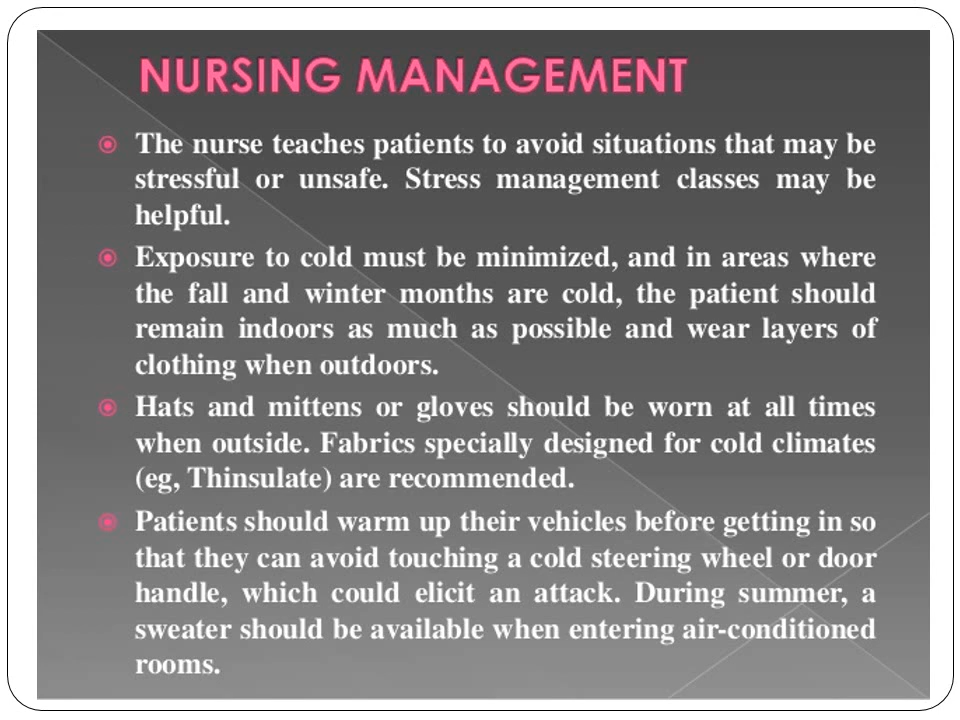 NURSING MANAGEMENT
The nurse teaches patients to avoid situations that may be
stressful or unsafe. Stress management classes may be
helpful.
Exposure to cold must be minimized, and in areas where
the fall and winter months are cold, the patient should
remain indoors as much as possible and wear layers of
clothing when outdoors.
Hats and mittens or gloves should be worn at all times
when outside. Fabrics specially designed for cold climates
(eg, Thinsulate) are recommended.
Patients should warm up their vehicles before getting in so
that they can avoid touching a cold steering wheel or door
handle, which could elicit an attack. During summer, a
sweater should be available when entering air-conditioned
rooms.